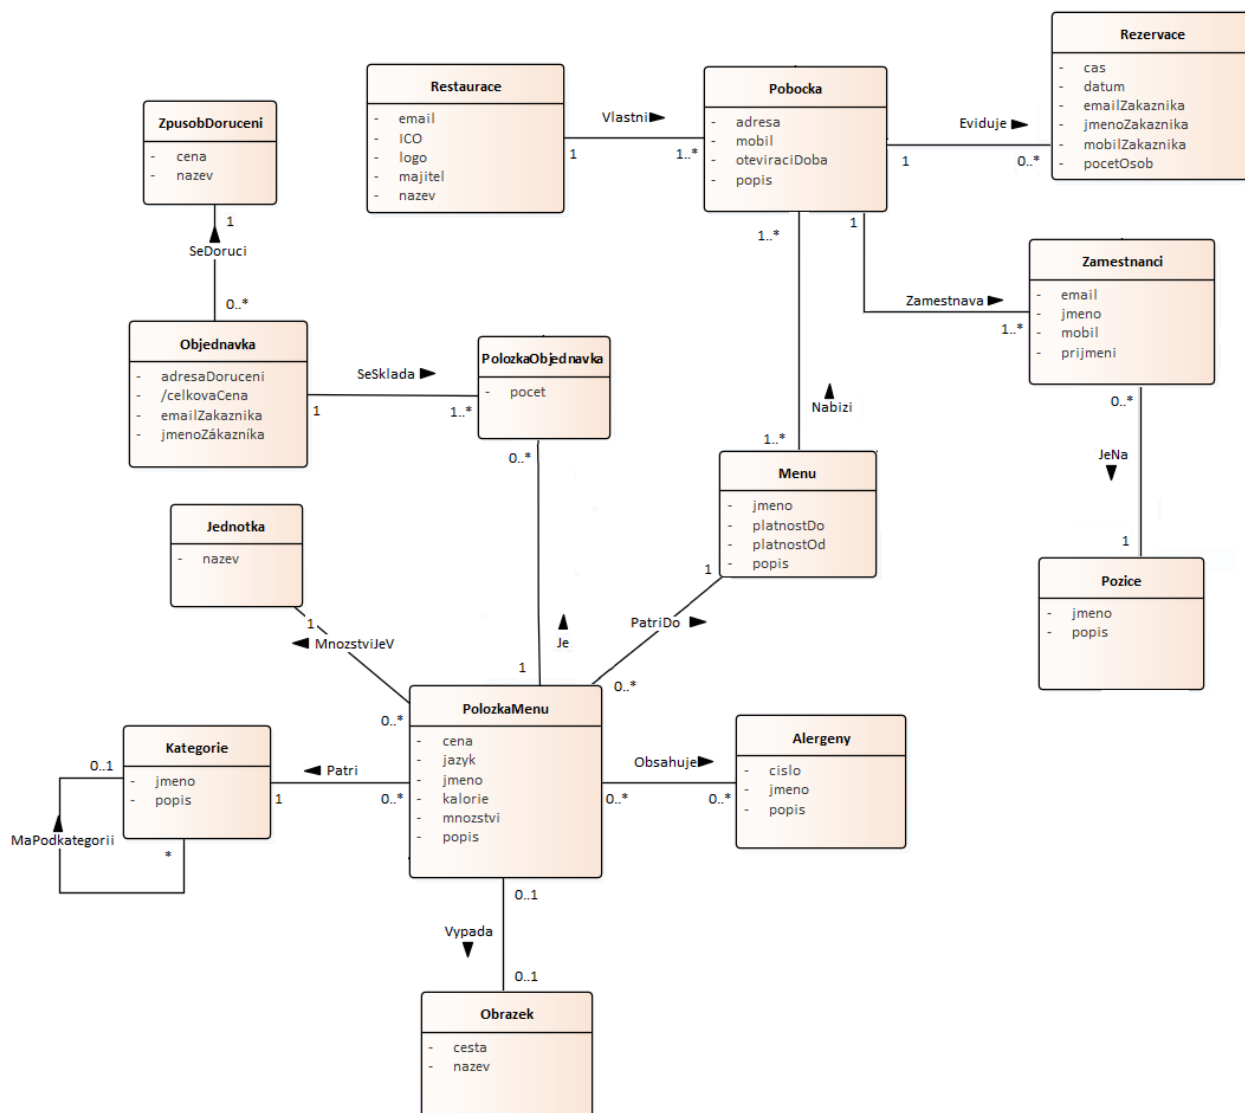 Rezervace
- cas
- datum
- emailZakaznika
- jmenoZakaznika
- mobilZakaznika
- pocetOsob
Restaurace
- email
- ICO
- logo
- majitel
- nazev
Vlastni
1
1..*
Pobocka
- adresa
- mobil
- oteviraciDoba
- popis
Eviduje
1
0..*
ZpusobDoruceni
- cena
- nazev
1
SeDoruci
0..*
1..*
1
Zamestnava
1..*
Zamestnanci
- email
- jmeno
- mobil
- prijmeni
Objednavka
- adresaDoruceni
- /celkovaCena
- emailZakaznika
- jmenoZákazníka
SeSklada
1
1..*
PolozkaObjednavka
- pocet
0..*
Nabizi
1..*
0..*
JeNa
1
Menu
- jmeno
- platnostDo
- platnostOd
- popis
1
Jednotka
- nazev
1
MnozstviJeV
0..*
Je
1
PatriDo
0..*
Pozice
- jmeno
- popis
PolozkaMenu
- cena
- jazyk
- jmeno
- kalorie
- mnozstvi
- popis
Kategorie
- jmeno
- popis
0..1
MaPodkategorii
*
Patri
1
0..*
Obsahuje
0..*
0..*
Alergeny
- cislo
- jmeno
- popis
0..1
Vypada
0..1
Obrazek
- cesta
- nazev